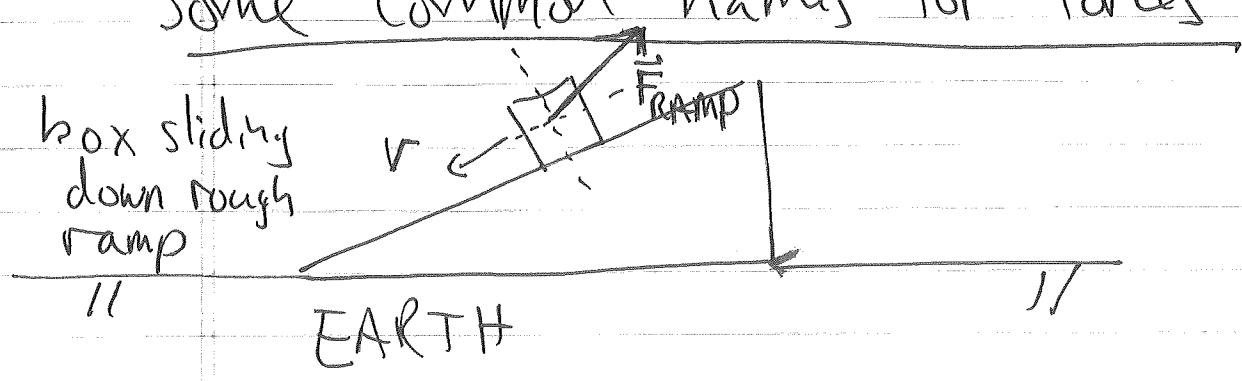 some common names for forces
F RAMP
box sliding
down rough
ramp
v
EARTH